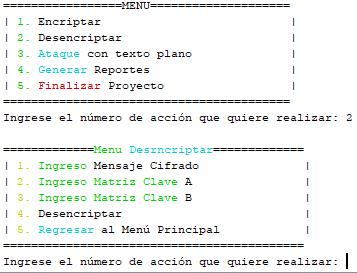 =================MENU====================
| 1. Encriptar |
| 2. Desencriptar |
| 3. Ataque con texto plano |
| 4. Generar Reportes |
| 5. Finalizar Proyecto |
=========================================
Ingrese el número de acción que quiere realizar: 2
=============Menu Desrncriptar=============
| 1. Ingreso Mensaje Cifrado |
| 2. Ingreso Matriz Clave A |
| 3. Ingreso Matriz Clave B |
| 4. Desencriptar |
| 5. Regresar al Menú Principal |
===========================================
Ingrese el número de acción que quiere realizar: